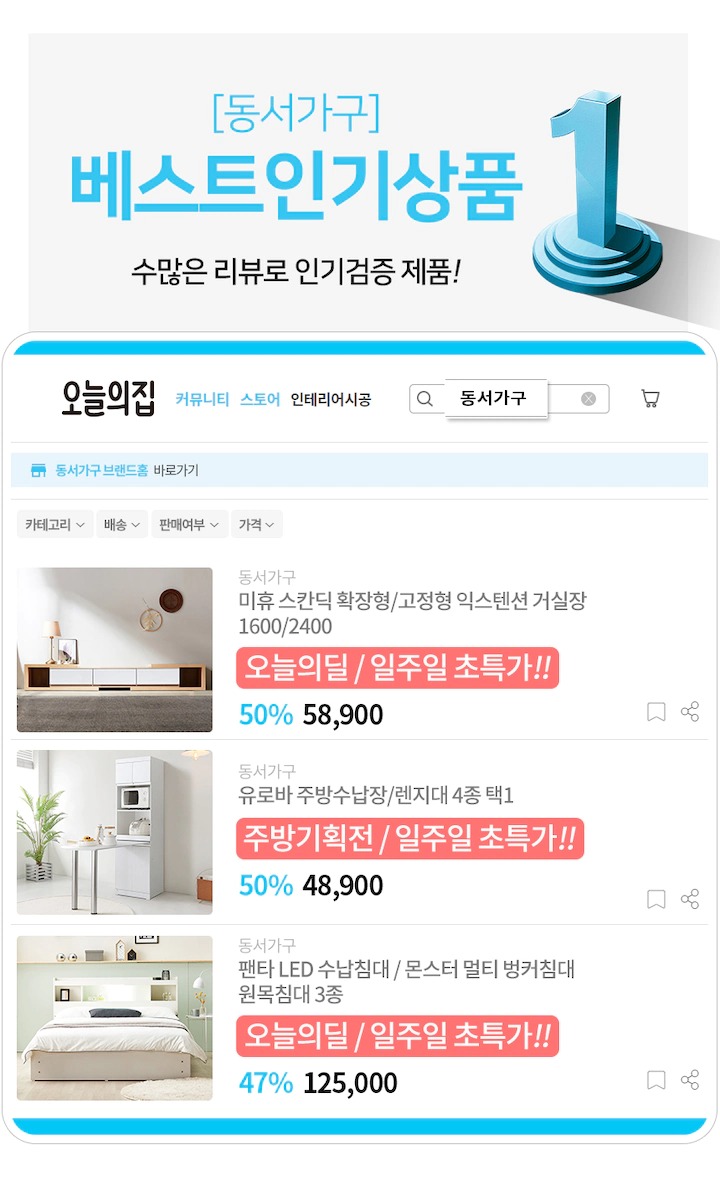 [동서가구]
베스트인기상품
1
수많은 리뷰로 인기검증 제품!
오늘의집 커뮤니티 스토어 인테리어시공 동서가구
동서가구 브랜드홈 바로가기
카테고리 배송 판매여부 가격
동서가구
미휴 스칸딕 확장형/고정형 익스텐션 거실장
1600/2400
오늘의딜 / 일주일 초특가!!
50% 58,900
동서가구
유로바 주방수납장/렌지대 4종 택1
주방기획전 / 일주일 초특가!!
50% 48,900
동서가구
팬타 LED 수납침대 / 몬스터 멀티 벙커침대
원목침대 3종
오늘의딜 / 일주일 초특가!!
47% 125,000